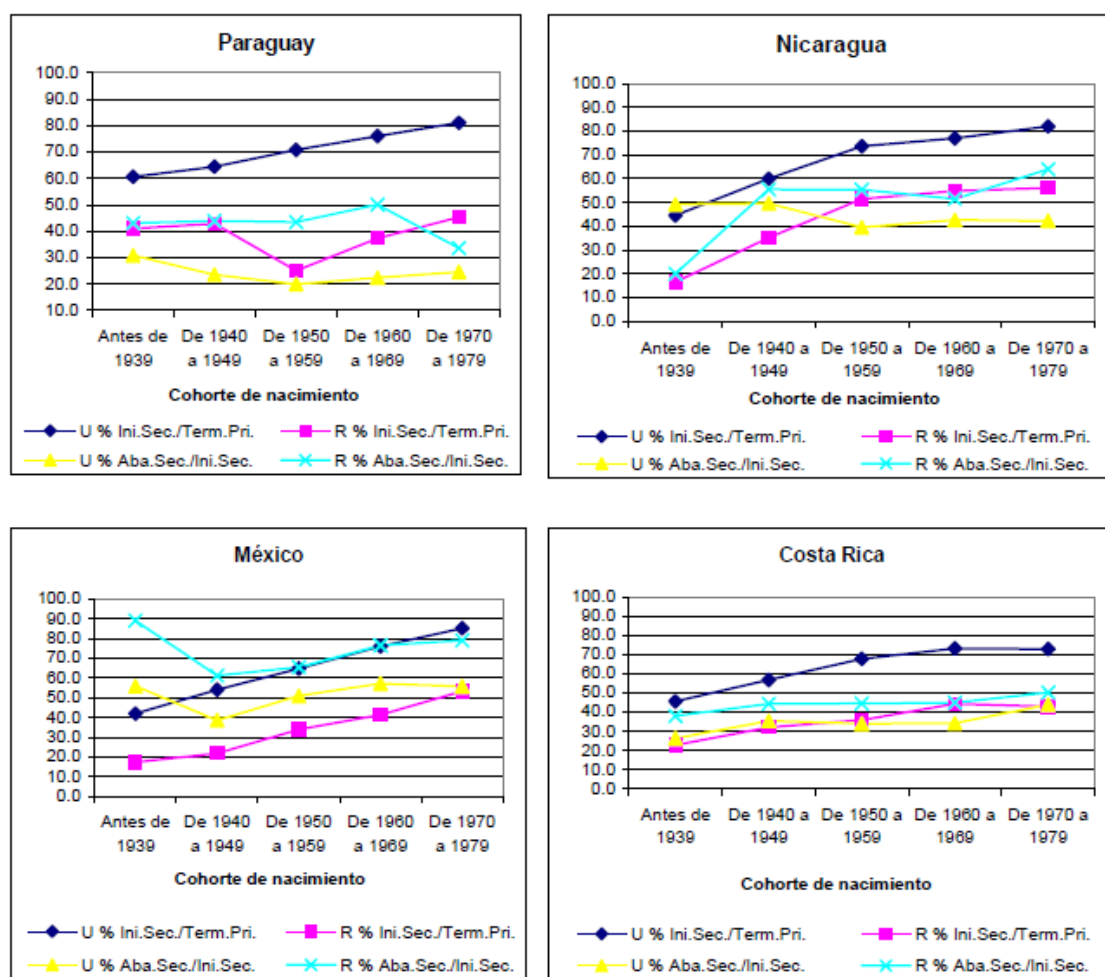 Paraguay
100.0
90.0
80.0
70.0
60.0
50.0
40.0
30.0
20.0
10.0
Antes de 1939
De 1940 a 1949
De 1950 a 1959
De 1960 a 1969
De 1970 a 1979
Cohorte de nacimiento
U % Ini.Sec./Term.Pri.
R % Ini.Sec./Term.Pri.
U % Aba.Sec./Ini.Sec.
R % Aba.Sec./Ini.Sec.
Nicaragua
100.0
90.0
80.0
70.0
60.0
50.0
40.0
30.0
20.0
10.0
0.0
Antes de 1939
De 1940 a 1949
De 1950 a 1959
De 1960 a 1969
De 1970 a 1979
Cohorte de nacimiento
U % Ini.Sec./Term.Pri.
R % Ini.Sec./Term.Pri.
U % Aba.Sec./Ini.Sec.
R % Aba.Sec./Ini.Sec.
México
100.0
90.0
80.0
70.0
60.0
50.0
40.0
30.0
20.0
10.0
0.0
Antes de 1939
De 1940 a 1949
De 1950 a 1959
De 1960 a 1969
De 1970 a 1979
Cohorte de nacimiento
U % Ini.Sec./Term.Pri.
R % Ini.Sec./Term.Pri.
U % Aba.Sec./Ini.Sec.
R % Aba.Sec./Ini.Sec.
Costa Rica
100.0
90.0
80.0
70.0
60.0
50.0
40.0
30.0
20.0
10.0
0.0
Antes de 1939
De 1940 a 1949
De 1950 a 1959
De 1960 a 1969
De 1970 a 1979
Cohorte de nacimiento
U % Ini.Sec./Term.Pri.
R % Ini.Sec./Term.Pri.
U % Aba.Sec./Ini.Sec.
R % Aba.Sec./Ini.Sec.